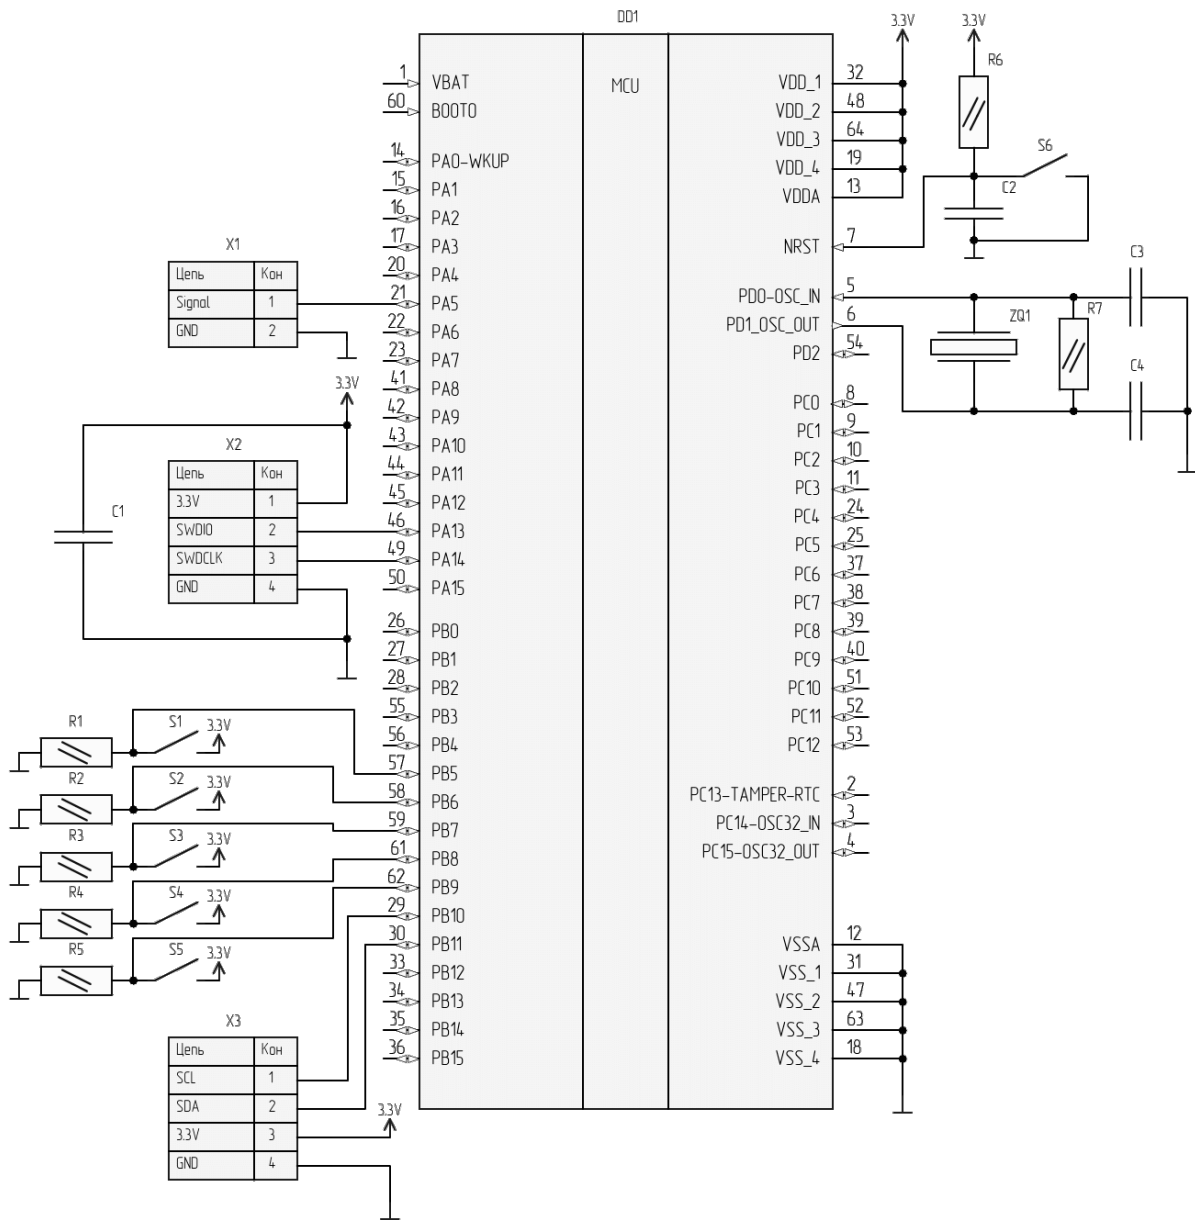 DD1
MCU
1 VBAT
60 BOOT0
14 PA0-WKUP
15 PA1
16 PA2
17 PA3
20 PA4
21 PA5
22 PA6
23 PA7
41 PA8
42 PA9
43 PA10
44 PA11
45 PA12
46 PA13
49 PA14
50 PA15
26 PB0
27 PB1
28 PB2
55 PB3
56 PB4
57 PB5
58 PB6
59 PB7
61 PB8
62 PB9
29 PB10
30 PB11
33 PB12
34 PB13
35 PB14
36 PB15
X1
Цепь Кон
Signal 1
GND 2
3.3V
X2
Цепь Кон
3.3V 1
SWDIO 2
SWDCLK 3
GND 4
C1
R1 S1 3.3V
R2 S2 3.3V
R3 S3 3.3V
R4 S4 3.3V
R5 S5 3.3V
X3
Цепь Кон
SCL 1
SDA 2
3.3V 3
GND 4
3.3V
3.3V
3.3V
VDD_1 32
VDD_2 48
VDD_3 64
VDD_4 19
VDDA 13
NRST 7
PD0-OSC_IN 5
PD1_OSC_OUT 6
PD2 54
PC0 8
PC1 9
PC2 10
PC3 11
PC4 24
PC5 25
PC6 37
PC7 38
PC8 39
PC9 40
PC10 51
PC11 52
PC12 53
PC13-TAMPER-RTC 2
PC14-OSC32_IN 3
PC15-OSC32_OUT 4
VSSA 12
VSS_1 31
VSS_2 47
VSS_3 63
VSS_4 18
R6
S6
C2
C3
ZQ1
R7
C4